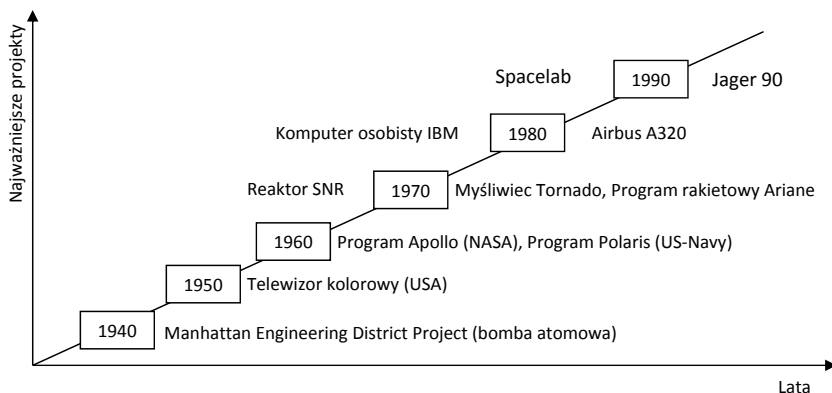 Najważniejsze projekty
Spacelab 1990 Jager 90
Komputer osobisty IBM 1980 Airbus A320
Reaktor SNR 1970 Myśliwiec Tornado, Program rakietowy Ariane
1960 Program Apollo (NASA), Program Polaris (US-Navy)
1950 Telewizor kolorowy (USA)
1940 Manhattan Engineering District Project (bomba atomowa)
Lata